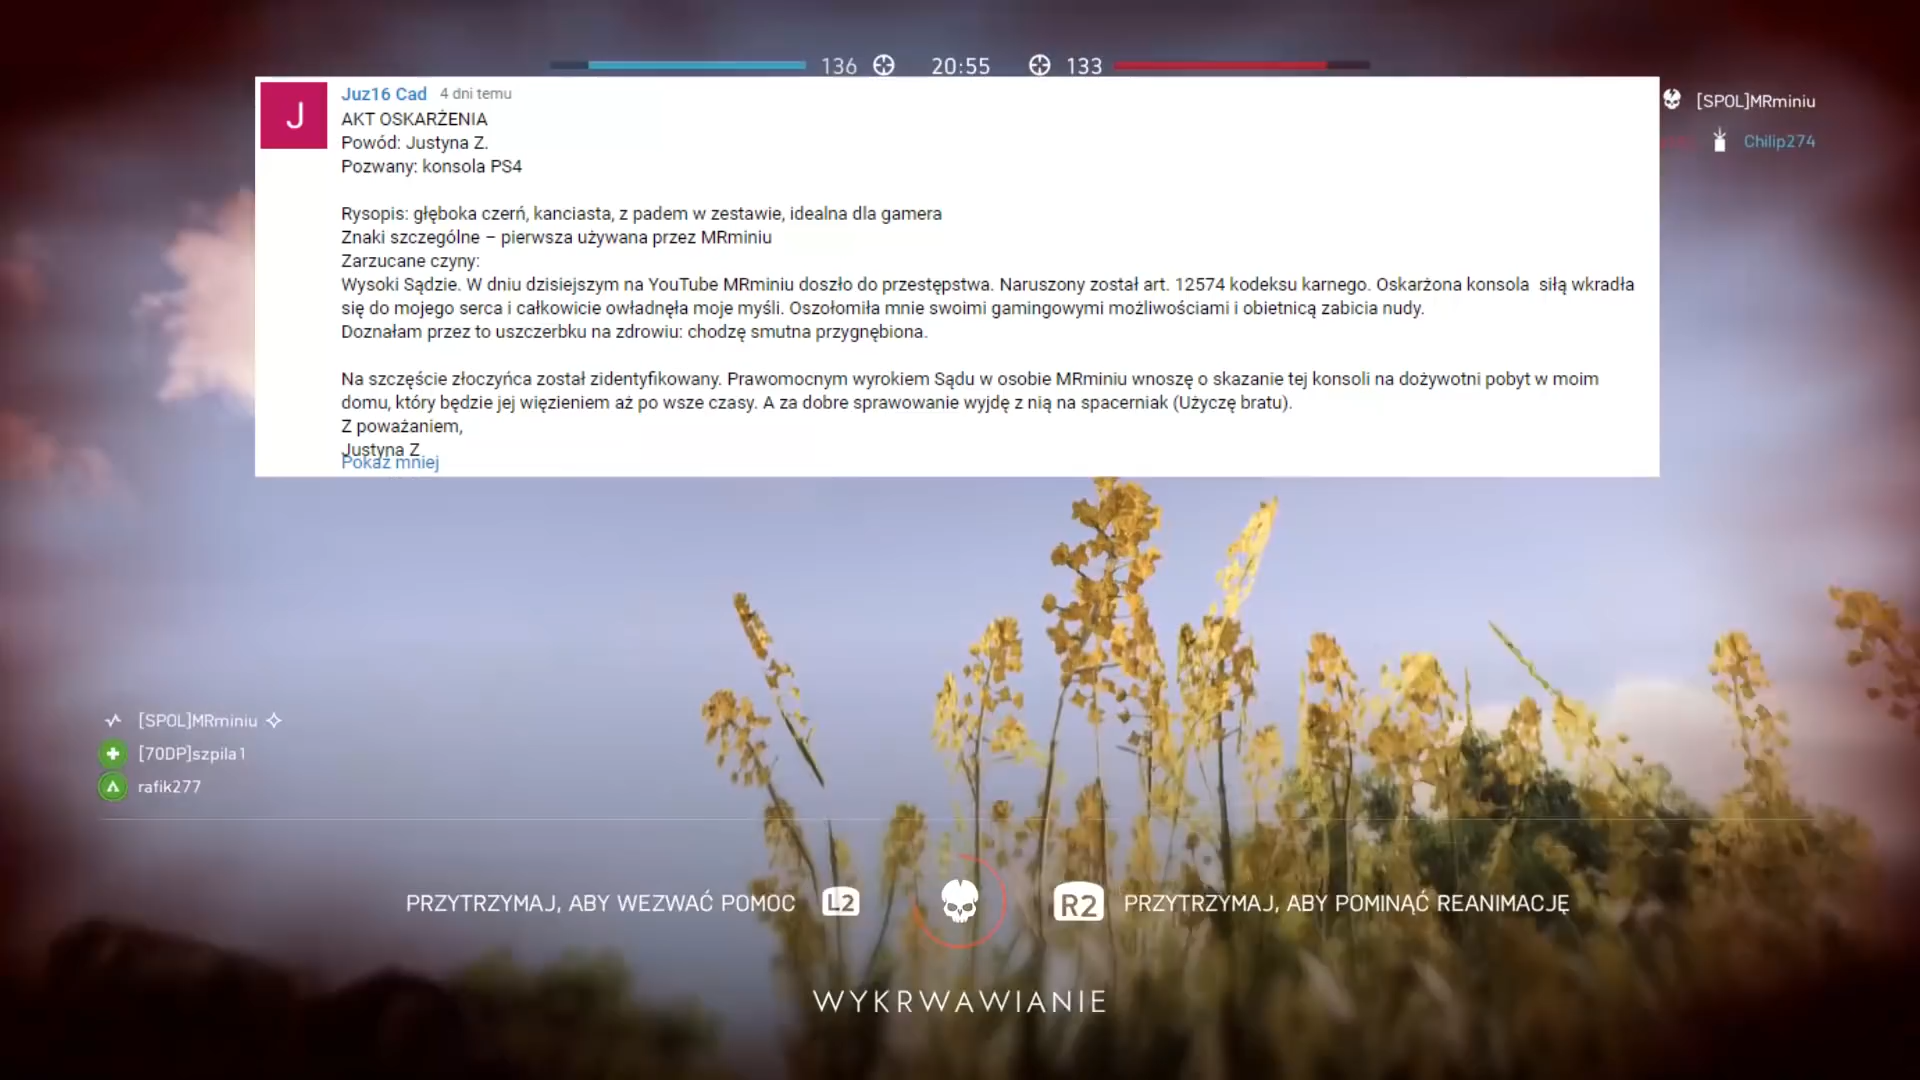 136 20:55 133
Juz16 Cad 4 dni temu
AKT OSKARŻENIA
Powód: Justyna Z.
Pozwany: konsola PS4
Rysopis: głęboka czerń, kanciasta, z padem w zestawie, idealna dla gamera
Znaki szczególne – pierwsza używana przez MRminiu
Zarzucane czyny:
Wysoki Sądzie. W dniu dzisiejszym na YouTube MRminiu doszło do przestępstwa. Naruszony został art. 12574 kodeksu karnego. Oskarżona konsola siłą wkradła
się do mojego serca i całkowicie owładnęła moje myśli. Oszołomiła mnie swoimi gamingowymi możliwościami i obietnicą zabicia nudy.
Doznałam przez to uszczerbku na zdrowiu: chodzę smutna przygnębiona.
Na szczęście złoczyńca został zidentyfikowany. Prawomocnym wyrokiem Sądu w osobie MRminiu wnoszę o skazanie tej konsoli na dożywotni pobyt w moim
domu, który będzie jej więzieniem aż po wsze czasy. A za dobre sprawowanie wyjdę z nią na spacerniak (Użyczę bratu).
Z poważaniem,
Justyna Z
Pokaż mniej
J
[SPOL]MRminiu
Chilip274
[SPOL]MRminiu
[70DP]szpila1
rafik277
PRZYTRZYMAJ, ABY WEZWAĆ POMOC L2 R2 PRZYTRZYMAJ, ABY POMINĄĆ REANIMACJĘ
WYKRWAWIANIE